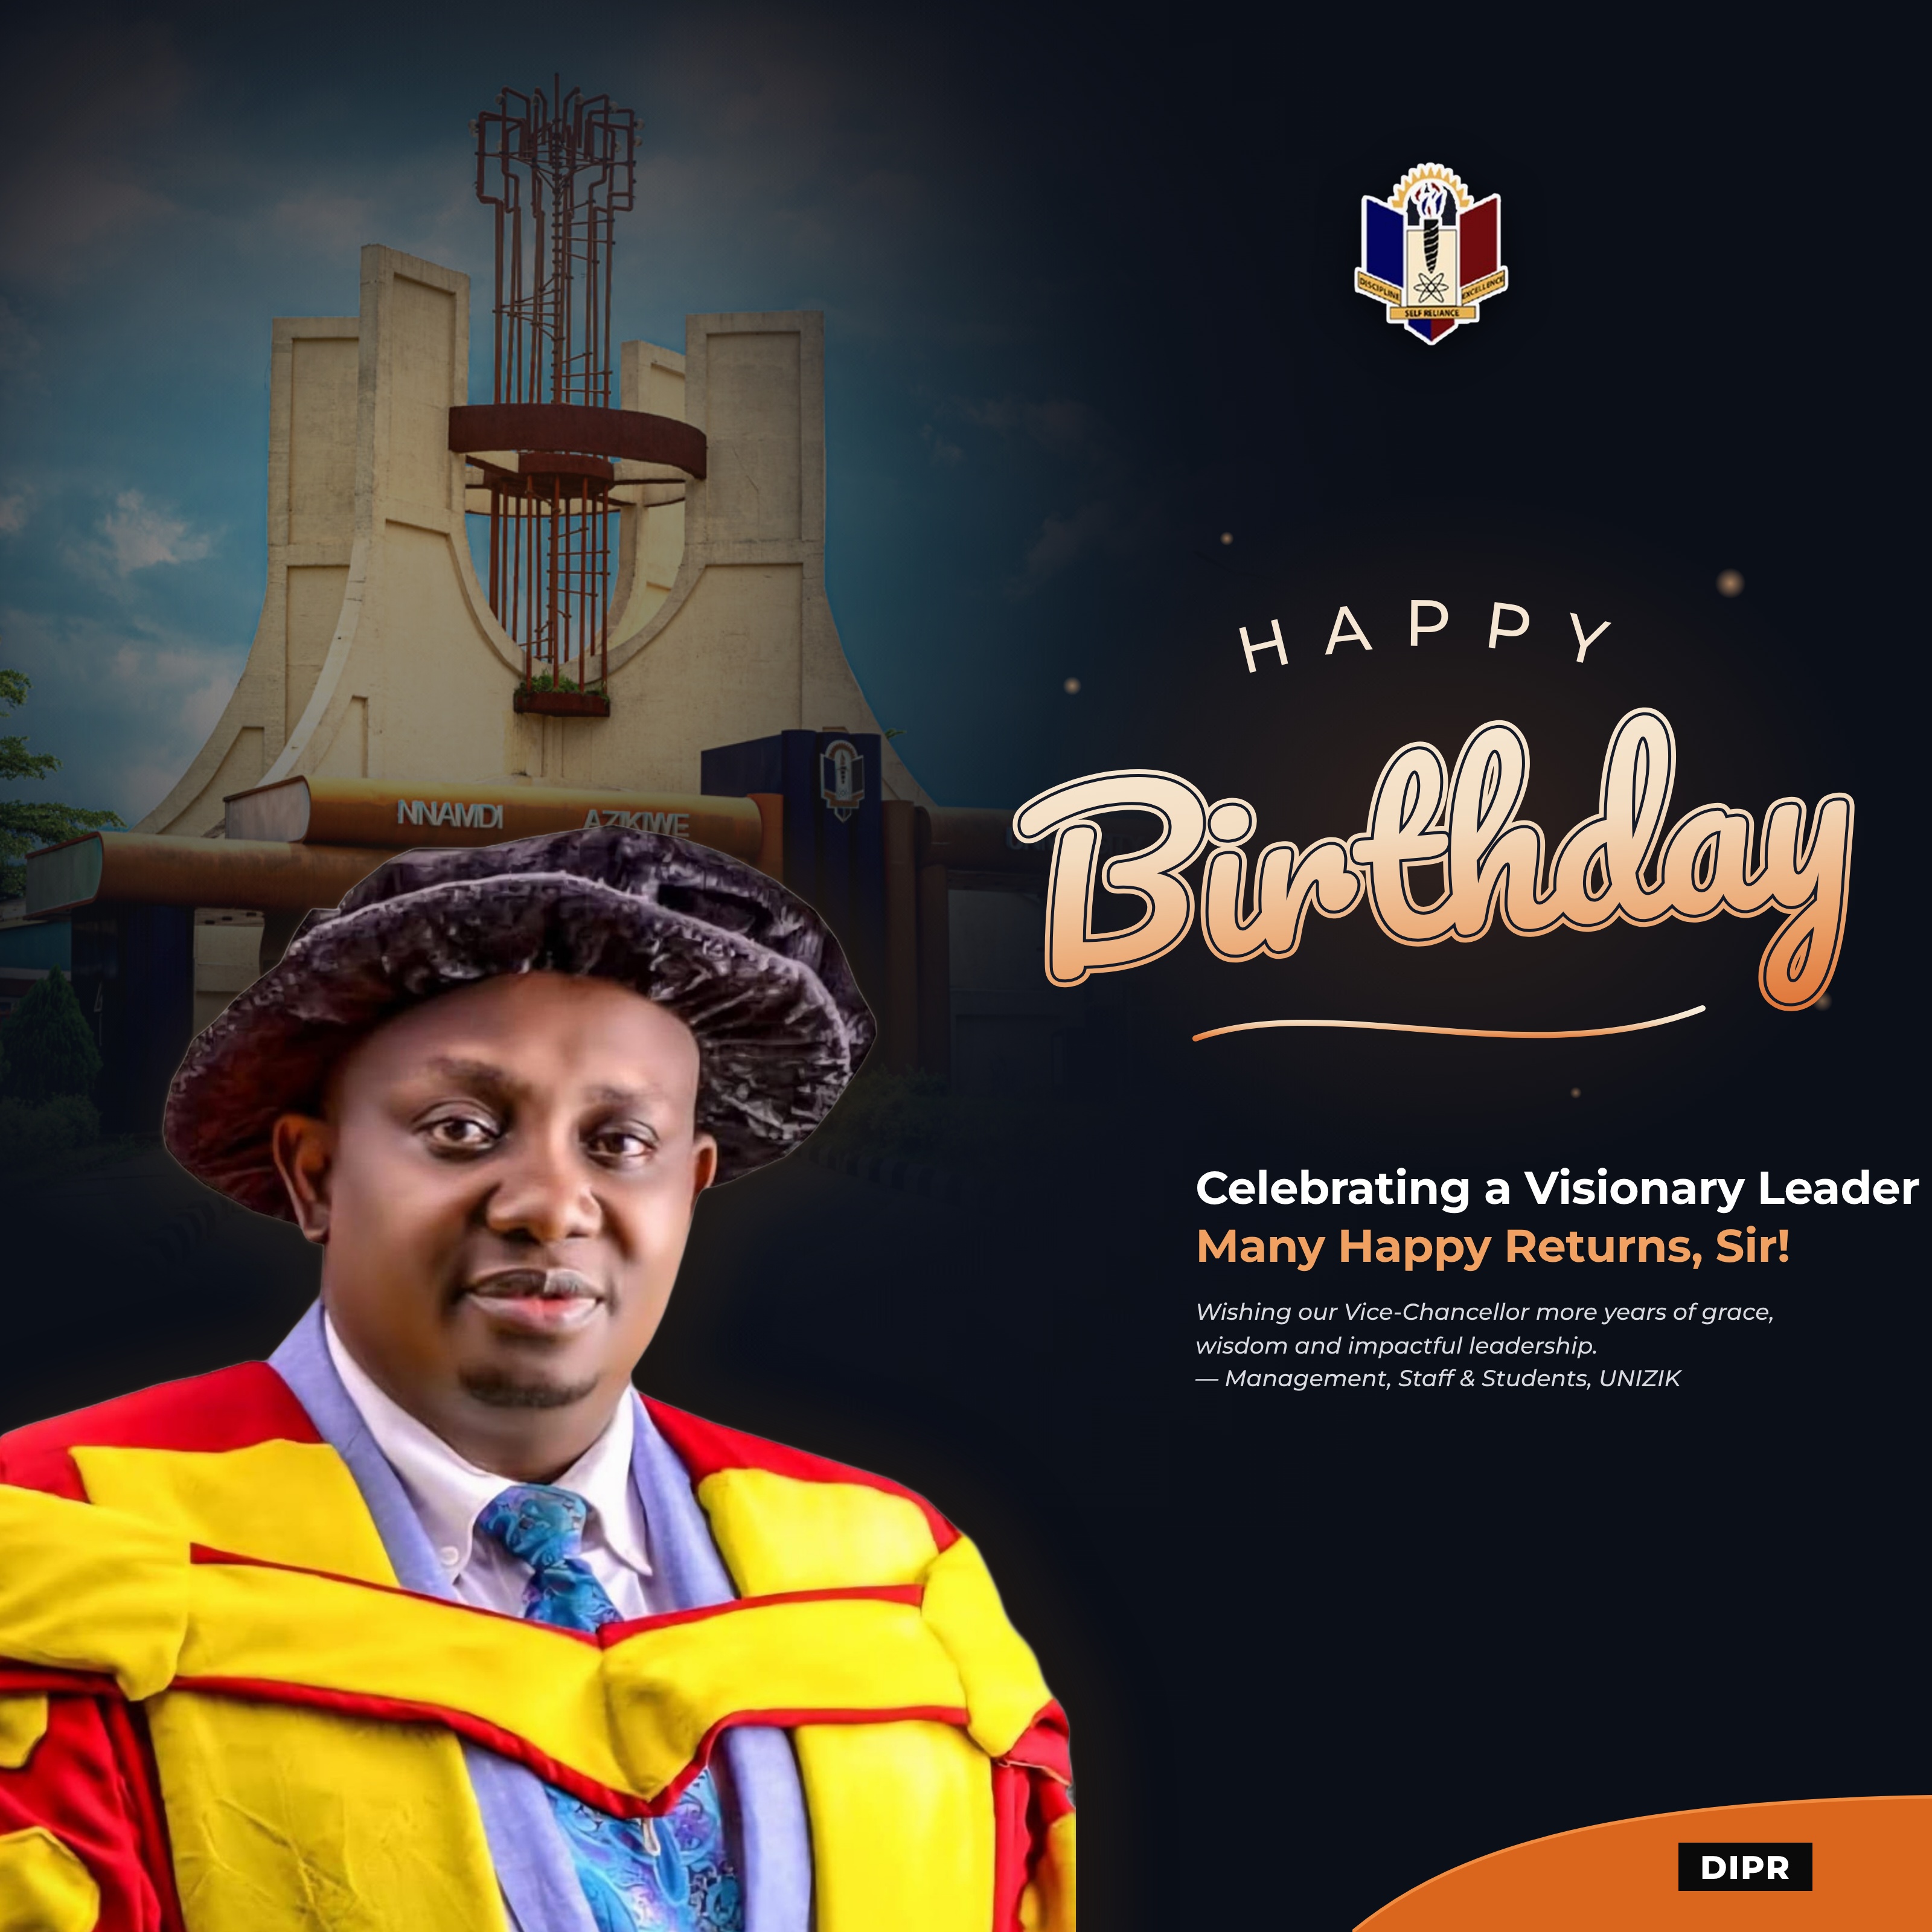 DISCIPLINE
EXCELLENCE
SELF RELIANCE
HAPPY
Birthday
NNAMDI AZIKIWE
Celebrating a Visionary Leader
Many Happy Returns, Sir!
Wishing our Vice-Chancellor more years of grace,
wisdom and impactful leadership.
— Management, Staff & Students, UNIZIK
DIPR